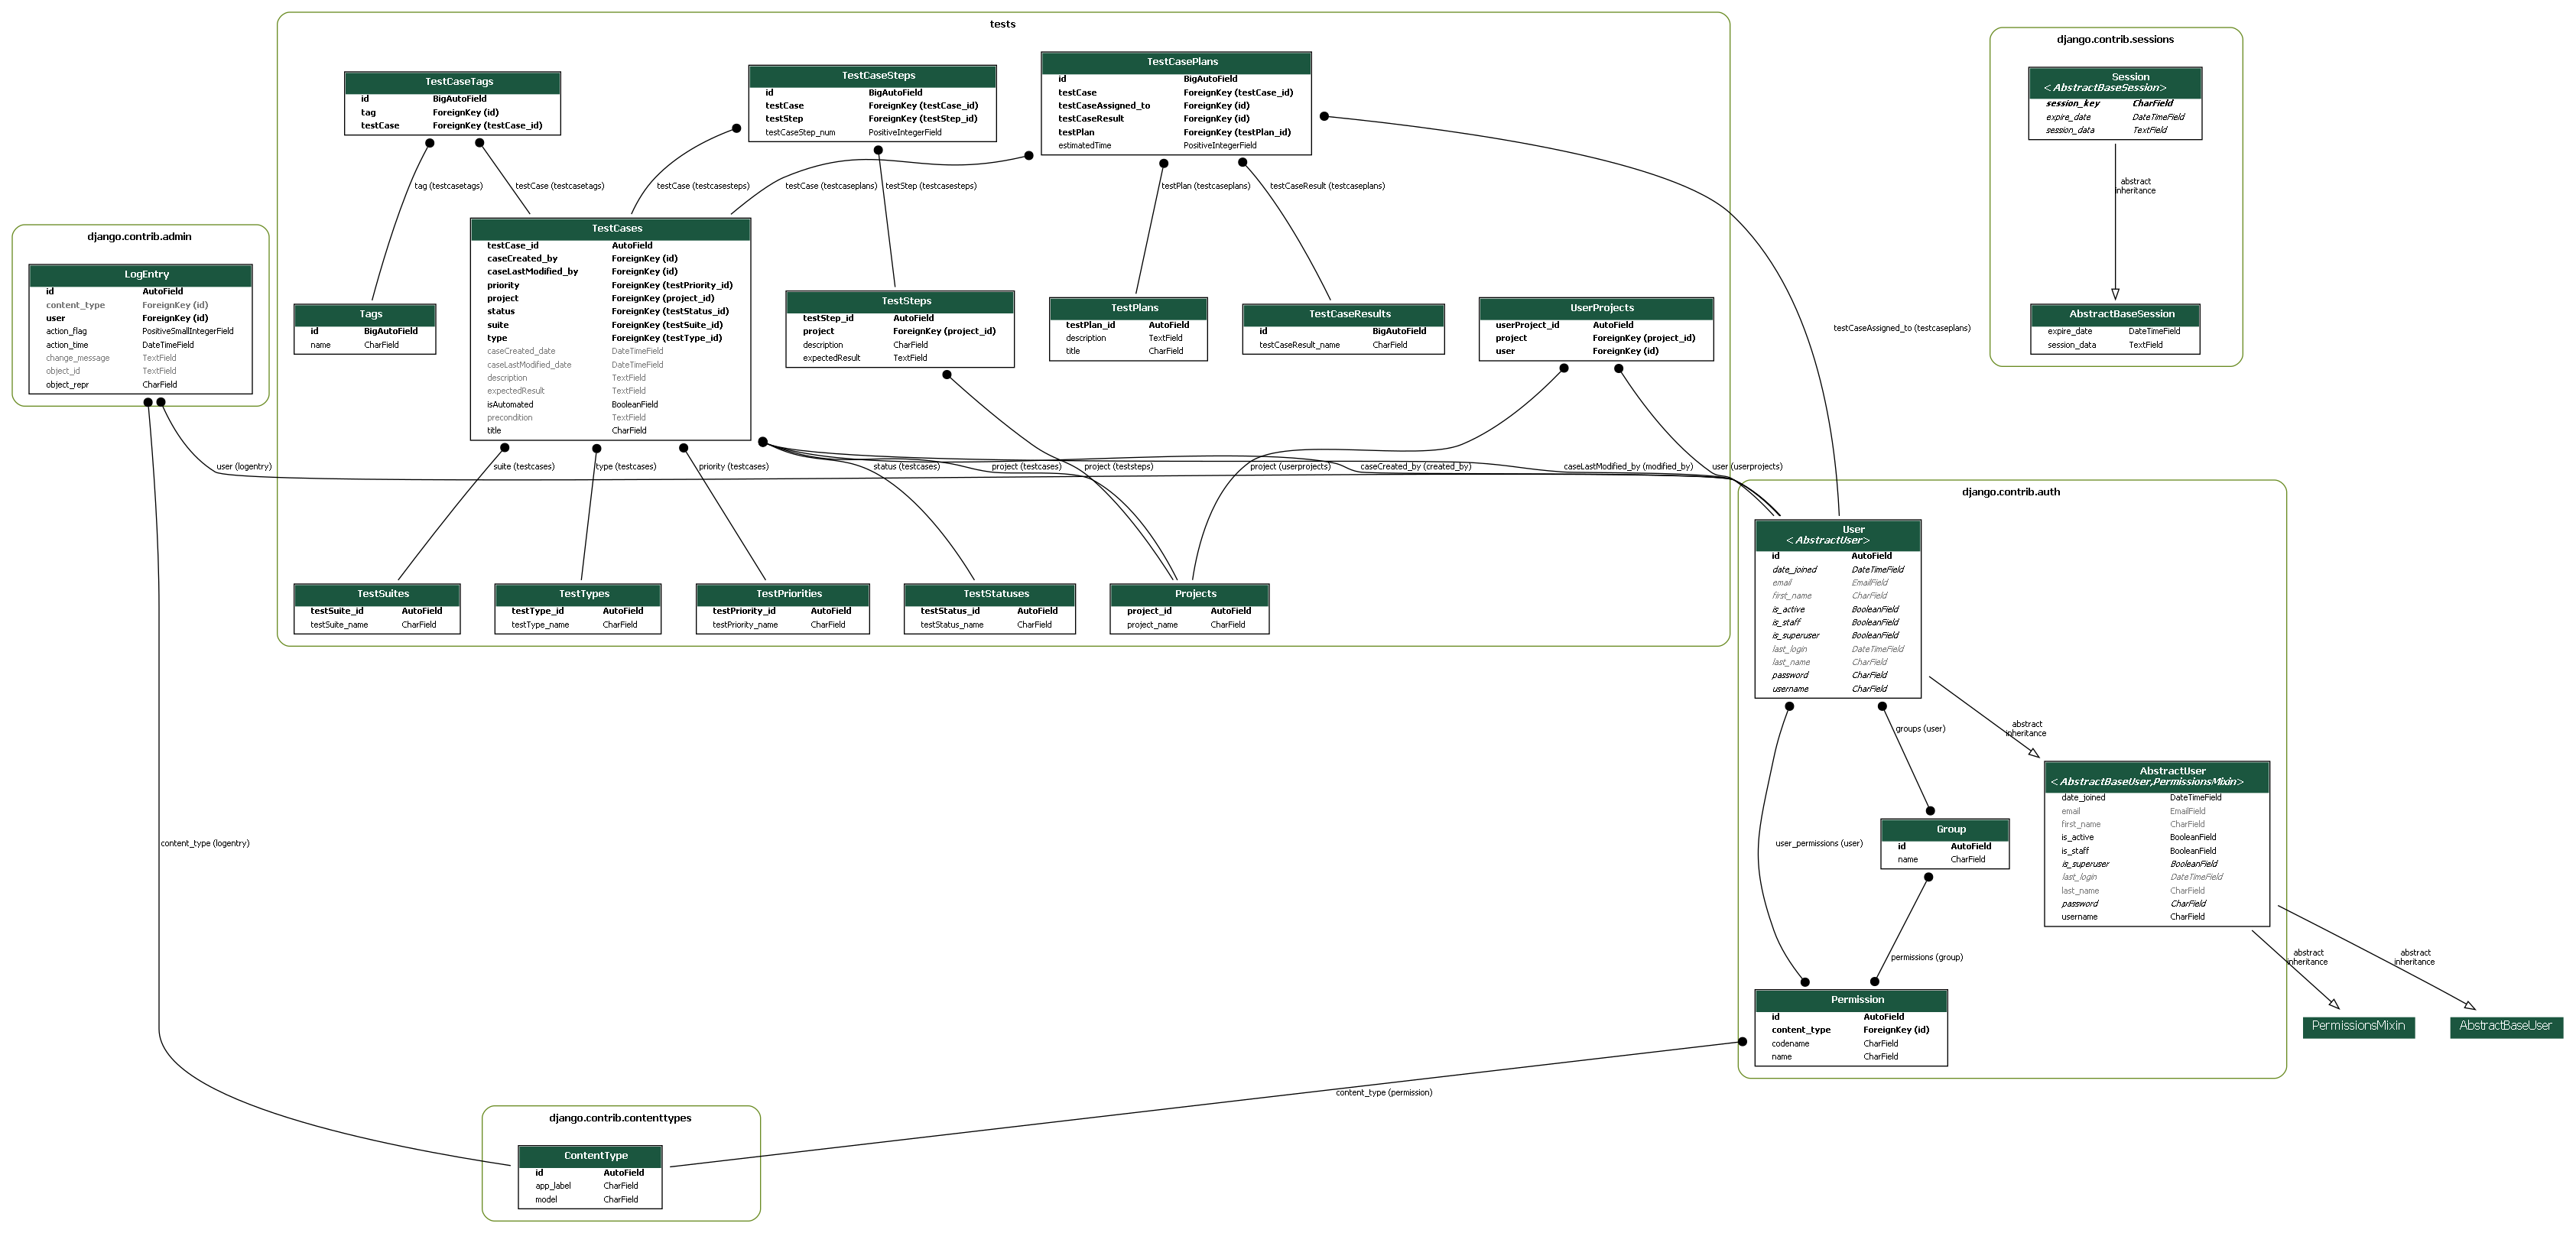 tests
TestCaseTags
id BigAutoField
tag ForeignKey (id)
testCase ForeignKey (testCase_id)
TestCaseSteps
id BigAutoField
testCase ForeignKey (testCase_id)
testStep ForeignKey (testStep_id)
testCaseStep_num PositiveIntegerField
TestCasePlans
id BigAutoField
testCase ForeignKey (testCase_id)
testCaseAssigned_to ForeignKey (id)
testCaseResult ForeignKey (id)
testPlan ForeignKey (testPlan_id)
estimatedTime PositiveIntegerField
tag (testcasetags)
testCase (testcasetags)
testCase (testcasesteps)
testCase (testcaseplans)
testStep (testcasesteps)
testPlan (testcaseplans)
testCaseResult (testcaseplans)
TestCases
testCase_id AutoField
caseCreated_by ForeignKey (id)
caseLastModified_by ForeignKey (id)
priority ForeignKey (testPriority_id)
project ForeignKey (project_id)
status ForeignKey (testStatus_id)
suite ForeignKey (testSuite_id)
type ForeignKey (testType_id)
caseCreated_date DateTimeField
caseLastModified_date DateTimeField
description TextField
expectedResult TextField
isAutomated BooleanField
precondition TextField
title CharField
Tags
id BigAutoField
name CharField
TestSteps
testStep_id AutoField
project ForeignKey (project_id)
description CharField
expectedResult TextField
TestPlans
testPlan_id AutoField
description TextField
title CharField
TestCaseResults
id BigAutoField
testCaseResult_name CharField
UserProjects
userProject_id AutoField
project ForeignKey (project_id)
user ForeignKey (id)
testCaseAssigned_to (testcaseplans)
django.contrib.sessions
Session
<AbstractBaseSession>
session_key CharField
expire_date DateTimeField
session_data TextField
abstract
inheritance
AbstractBaseSession
expire_date DateTimeField
session_data TextField
django.contrib.admin
LogEntry
id AutoField
content_type ForeignKey (id)
user ForeignKey (id)
action_flag PositiveSmallIntegerField
action_time DateTimeField
change_message TextField
object_id TextField
object_repr CharField
user (logentry)
suite (testcases)
type (testcases)
priority (testcases)
status (testcases)
project (testcases)
project (teststeps)
project (userprojects)
caseCreated_by (created_by)
caseLastModified_by (modified_by)
user (userprojects)
TestSuites
testSuite_id AutoField
testSuite_name CharField
TestTypes
testType_id AutoField
testType_name CharField
TestPriorities
testPriority_id AutoField
testPriority_name CharField
TestStatuses
testStatus_id AutoField
testStatus_name CharField
Projects
project_id AutoField
project_name CharField
django.contrib.auth
User
<AbstractUser>
id AutoField
date_joined DateTimeField
email EmailField
first_name CharField
is_active BooleanField
is_staff BooleanField
is_superuser BooleanField
last_login DateTimeField
last_name CharField
password CharField
username CharField
groups (user)
abstract
inheritance
user_permissions (user)
AbstractUser
<AbstractBaseUser,PermissionsMixin>
date_joined DateTimeField
email EmailField
first_name CharField
is_active BooleanField
is_staff BooleanField
is_superuser BooleanField
last_login DateTimeField
last_name CharField
password CharField
username CharField
Group
id AutoField
name CharField
permissions (group)
abstract
inheritance
abstract
inheritance
PermissionsMixin
AbstractBaseUser
Permission
id AutoField
content_type ForeignKey (id)
codename CharField
name CharField
content_type (logentry)
content_type (permission)
django.contrib.contenttypes
ContentType
id AutoField
app_label CharField
model CharField